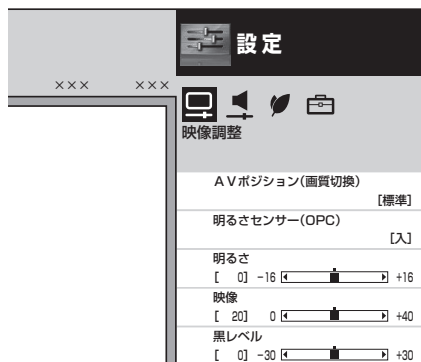 設定
××× ×××
映像調整
AVポジション(画質切換)
[標準]
明るさセンサー(OPC)
[入]
明るさ
[ 0] -16 +16
映像
[ 20] 0 +40
黒レベル
[ 0] -30 +30